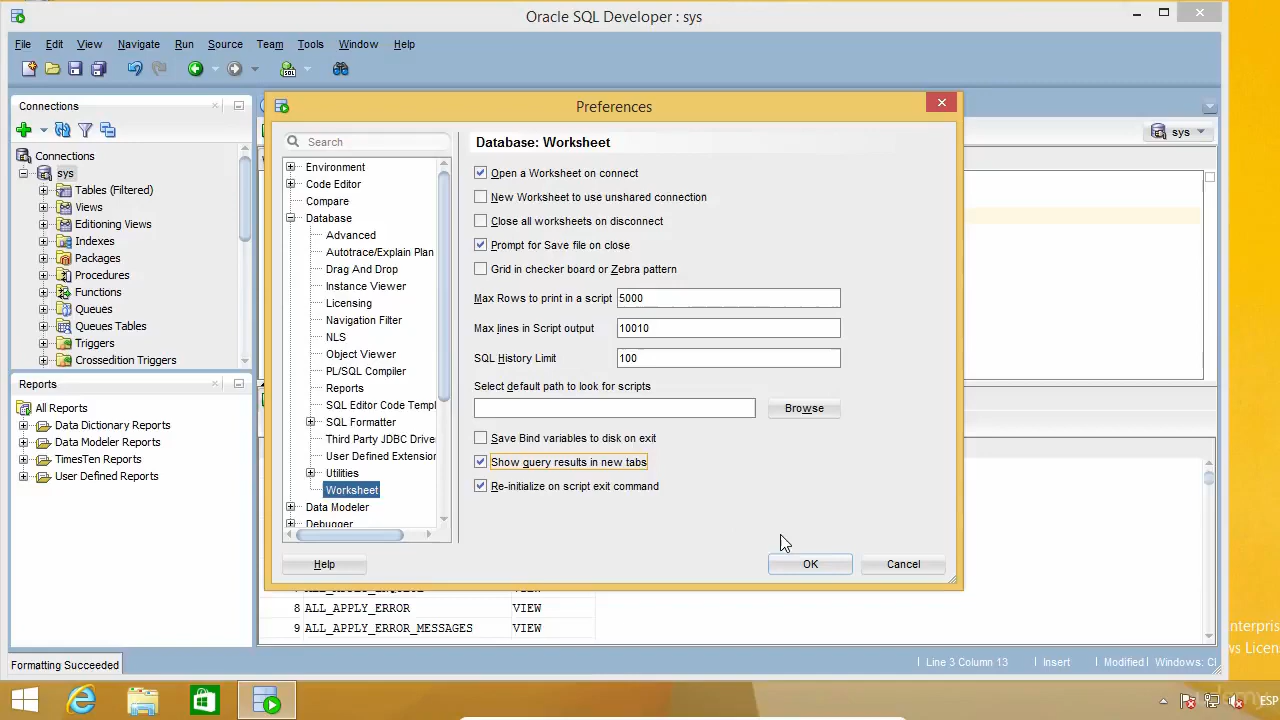 Oracle SQL Developer : sys
File Edit View Navigate Run Source Team Tools Window Help
Connections
sys
Connections
sys
Tables (Filtered)
Views
Editioning Views
Indexes
Packages
Procedures
Functions
Queues
Queues Tables
Triggers
Crossedition Triggers
Reports
All Reports
Data Dictionary Reports
Data Modeler Reports
TimesTen Reports
User Defined Reports
Preferences
Search
Environment
Code Editor
Compare
Database
Advanced
Autotrace/Explain Plan
Drag And Drop
Instance Viewer
Licensing
Navigation Filter
NLS
Object Viewer
PL/SQL Compiler
Reports
SQL Editor Code Templ
SQL Formatter
Third Party JDBC Drive
User Defined Extension
Utilities
Worksheet
Data Modeler
Debugger
Database: Worksheet
Open a Worksheet on connect
New Worksheet to use unshared connection
Close all worksheets on disconnect
Prompt for Save file on close
Grid in checker board or Zebra pattern
Max Rows to print in a script 5000
Max lines in Script output 10010
SQL History Limit 100
Select default path to look for scripts
Browse
Save Bind variables to disk on exit
Show query results in new tabs
Re-initialize on script exit command
Help OK Cancel
8 ALL_APPLY_ERROR VIEW
9 ALL_APPLY_ERROR_MESSAGES VIEW
Formatting Succeeded
Line 3 Column 13 Insert Modified Windows: Cl
nterpris
ws Licen
ESP